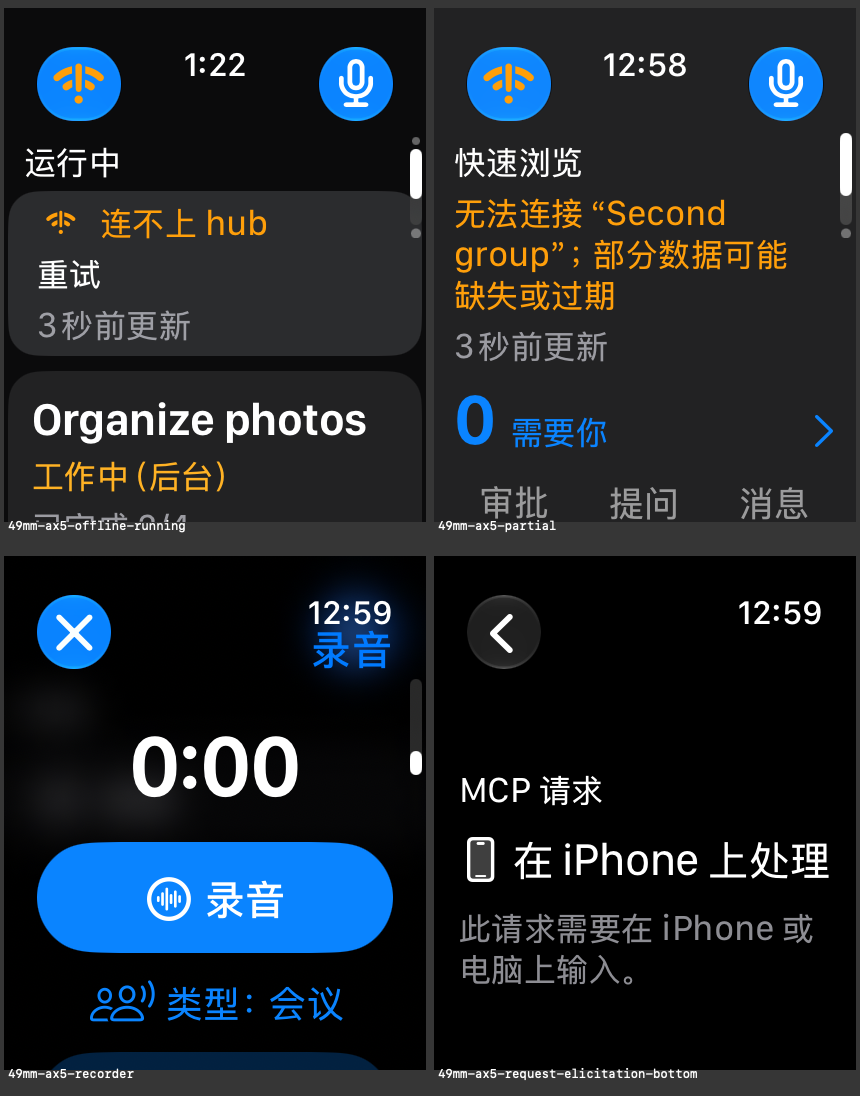 1:22
运行中
连不上 hub
重试
3秒前更新
Organize photos
工作中（后台）
49mm-ax5-offline-running
12:58
快速浏览
无法连接 “Second
group”；部分数据可能
缺失或过期
3秒前更新
0 需要你
审批 提问 消息
49mm-ax5-partial
12:59
录音
0:00
录音
类型：会议
49mm-ax5-recorder
12:59
MCP 请求
在 iPhone 上处理
此请求需要在 iPhone 或
电脑上输入。
49mm-ax5-request-elicitation-bottom